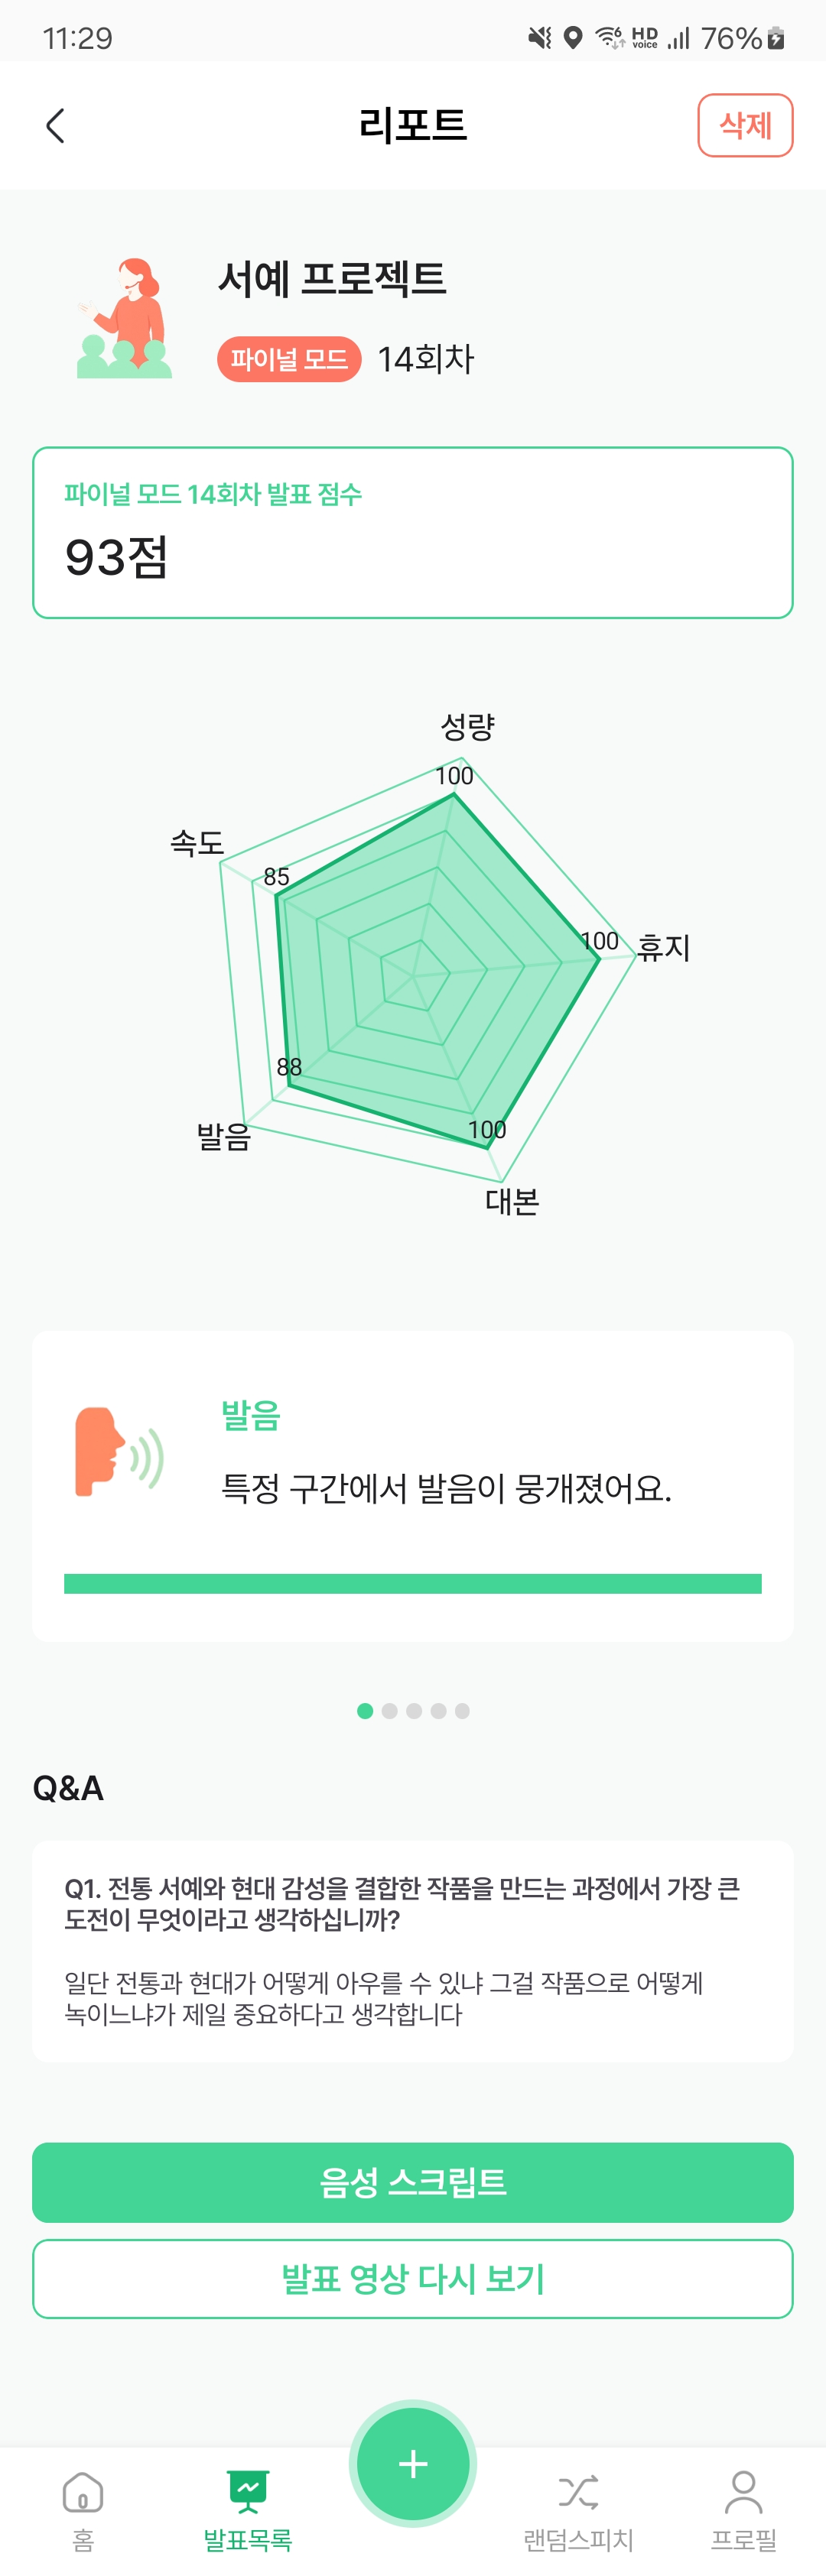 11:29
6 HD voice 76%
리포트
삭제
서예 프로젝트
파이널 모드 14회차
파이널 모드 14회차 발표 점수
93점
성량
100
속도
85
100 휴지
88
100
발음
대본
발음
특정 구간에서 발음이 뭉개졌어요.
Q&A
Q1. 전통 서예와 현대 감성을 결합한 작품을 만드는 과정에서 가장 큰
도전이 무엇이라고 생각하십니까?
일단 전통과 현대가 어떻게 아우를 수 있냐 그걸 작품으로 어떻게
녹이느냐가 제일 중요하다고 생각합니다
음성 스크립트
발표 영상 다시 보기
+
홈 발표목록 랜덤스피치 프로필